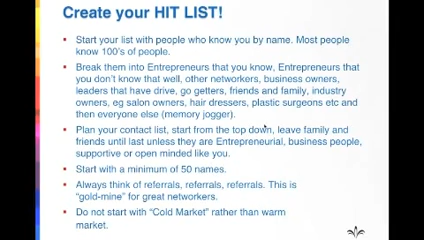 Create your HIT LIST!
Start your list with people who know you by name. Most people
know 100's of people.
Break them into Entrepreneurs that you know, Entrepreneurs that
you don't know that well, other networkers, business owners,
leaders that have drive, go getters, friends and family, industry
owners, eg salon owners, hair dressers, plastic surgeons etc and
then everyone else (memory jogger).
Plan your contact list, start from the top down, leave family and
friends until last unless they are Entrepreneurial, business people,
supportive or open minded like you.
Start with a minimum of 50 names.
Always think of referrals, referrals, referrals. This is
"gold-mine" for great networkers.
Do not start with "Cold Market" rather than warm
market.